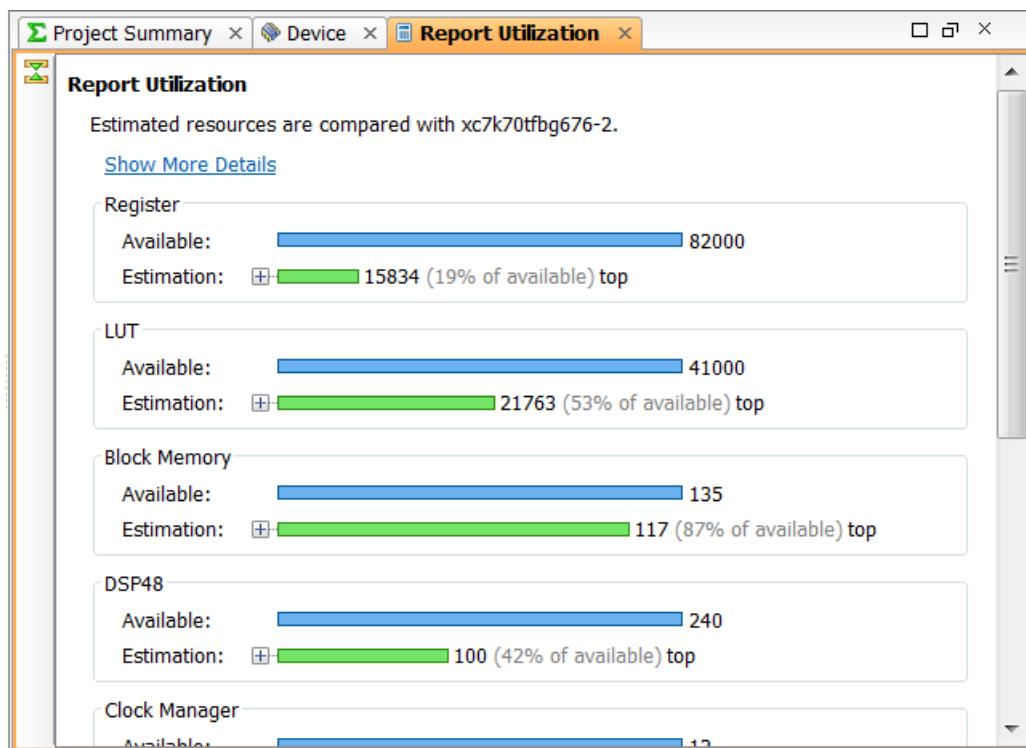 Project Summary × Device × Report Utilization ×
Report Utilization
Estimated resources are compared with xc7k70tfbg676-2.
Show More Details
Register
Available: 82000
Estimation: 15834 (19% of available) top
LUT
Available: 41000
Estimation: 21763 (53% of available) top
Block Memory
Available: 135
Estimation: 117 (87% of available) top
DSP48
Available: 240
Estimation: 100 (42% of available) top
Clock Manager
Available: 12